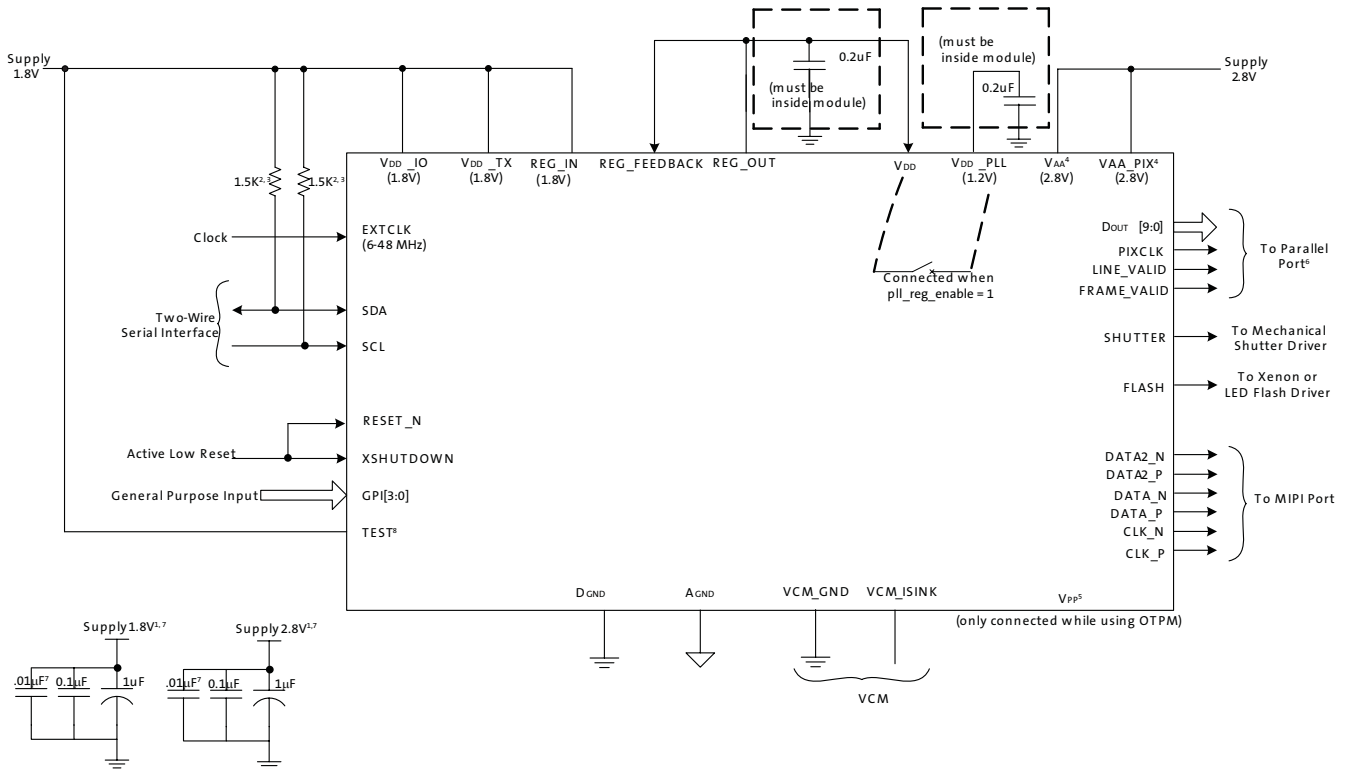 Supply
1.8V
0.2uF
(must be
inside module)
(must be
inside module)
0.2uF
Supply
2.8V
VDD_IO
(1.8V)
VDD_TX
(1.8V)
REG_IN
(1.8V)
REG_FEEDBACK
REG_OUT
VDD
VDD_PLL
(1.2V)
VAA⁴
(2.8V)
VAA_PIX⁴
(2.8V)
1.5K²,³
1.5K²,³
Clock
EXTCLK
(6-48 MHz)
Connected when
pll_reg_enable = 1
DOUT [9:0]
PIXCLK
LINE_VALID
FRAME_VALID
To Parallel
Port⁶
Two-Wire
Serial Interface
SDA
SCL
SHUTTER
To Mechanical
Shutter Driver
FLASH
To Xenon or
LED Flash Driver
RESET_N
Active Low Reset
XSHUTDOWN
General Purpose Input
GPI[3:0]
TEST⁸
DATA2_N
DATA2_P
DATA_N
DATA_P
CLK_N
CLK_P
To MIPI Port
DGND
AGND
VCM_GND
VCM_ISINK
VPP⁵
(only connected while using OTPM)
VCM
Supply 1.8V¹,⁷
.01µF⁷
0.1µF
1uF
Supply 2.8V¹,⁷
.01µF⁷
0.1µF
1µF